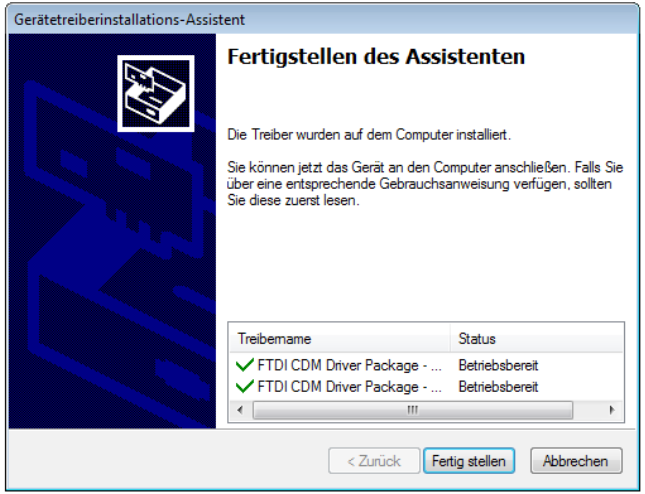 Gerätetreiberinstallations-Assistent
Fertigstellen des Assistenten
Die Treiber wurden auf dem Computer installiert.
Sie können jetzt das Gerät an den Computer anschließen. Falls Sie
über eine entsprechende Gebrauchsanweisung verfügen, sollten
Sie diese zuerst lesen.
Treibername Status
FTDI CDM Driver Package - ... Betriebsbereit
FTDI CDM Driver Package - ... Betriebsbereit
< Zurück Fertig stellen Abbrechen